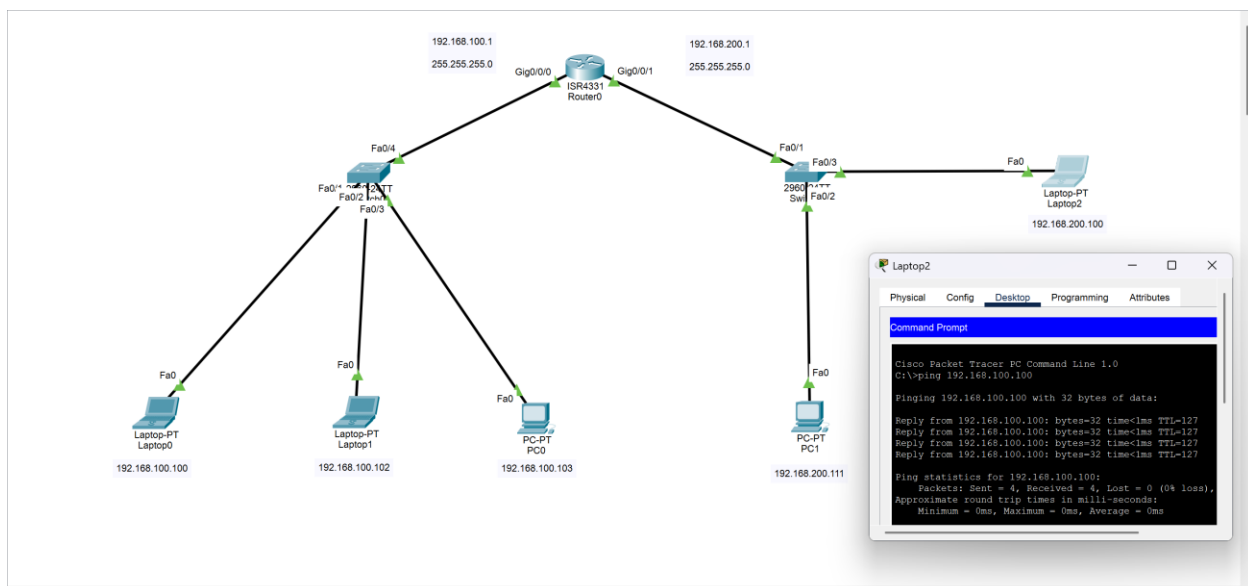 192.168.100.1
255.255.255.0
192.168.200.1
255.255.255.0
Gig0/0/0
Gig0/0/1
ISR4331
Router0
Fa0/4
Fa0/1
Fa0/2
Fa0/3
Fa0/1
Fa0/3
Fa0/2
Fa0
Laptop-PT
Laptop2
192.168.200.100
Fa0
Laptop-PT
Laptop0
192.168.100.100
Fa0
Laptop-PT
Laptop1
192.168.100.102
Fa0
PC-PT
PC0
192.168.100.103
Fa0
PC-PT
PC1
192.168.200.111
Laptop2
Physical Config Desktop Programming Attributes
Command Prompt
Cisco Packet Tracer PC Command Line 1.0
C:\>ping 192.168.100.100
Pinging 192.168.100.100 with 32 bytes of data:
Reply from 192.168.100.100: bytes=32 time<1ms TTL=127
Reply from 192.168.100.100: bytes=32 time<1ms TTL=127
Reply from 192.168.100.100: bytes=32 time<1ms TTL=127
Reply from 192.168.100.100: bytes=32 time<1ms TTL=127
Ping statistics for 192.168.100.100:
Packets: Sent = 4, Received = 4, Lost = 0 (0% loss),
Approximate round trip times in milli-seconds:
Minimum = 0ms, Maximum = 0ms, Average = 0ms